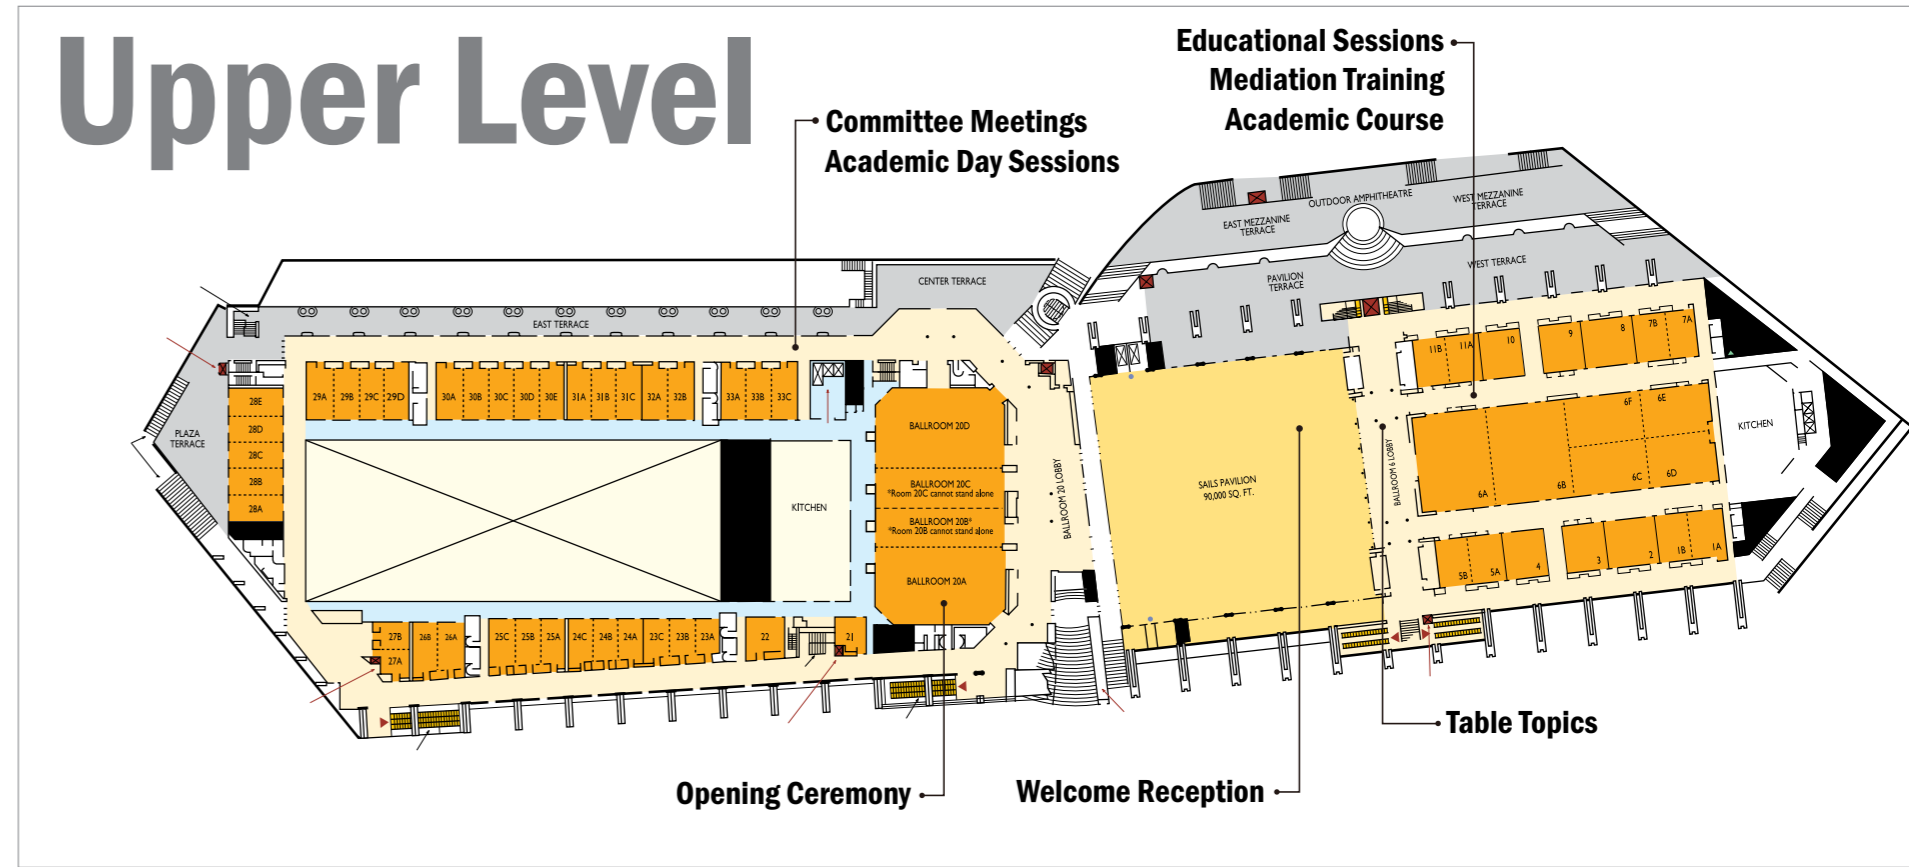 Upper Level
Educational Sessions
Mediation Training
Academic Course
Committee Meetings
Academic Day Sessions
OUTDOOR AMPHITHEATRE
WEST MEZZANINE
TERRACE
EAST MEZZANINE
TERRACE
WEST TERRACE
PAVILION
TERRACE
CENTER TERRACE
EAST TERRACE
PLAZA
TERRACE
29A
29B
29C
29D
30A
30B
30C
30D
30E
31A
31B
31C
32A
32B
33A
33B
33C
28E
28D
28C
28B
28A
KITCHEN
BALLROOM 20D
BALLROOM 20C
*Room 20C cannot stand alone
BALLROOM 20B*
*Room 20B cannot stand alone
BALLROOM 20A
BALLROOM 20 LOBBY
SAILS PAVILION
90,000 SQ. FT.
BALLROOM 6 LOBBY
11B
11A
10
9
8
7B
7A
6F
6E
6A
6B
6C
6D
KITCHEN
5B
5A
4
3
2
1B
1A
27B
27A
26B
26A
25C
25B
25A
24C
24B
24A
23C
23B
23A
22
21
Table Topics
Opening Ceremony
Welcome Reception